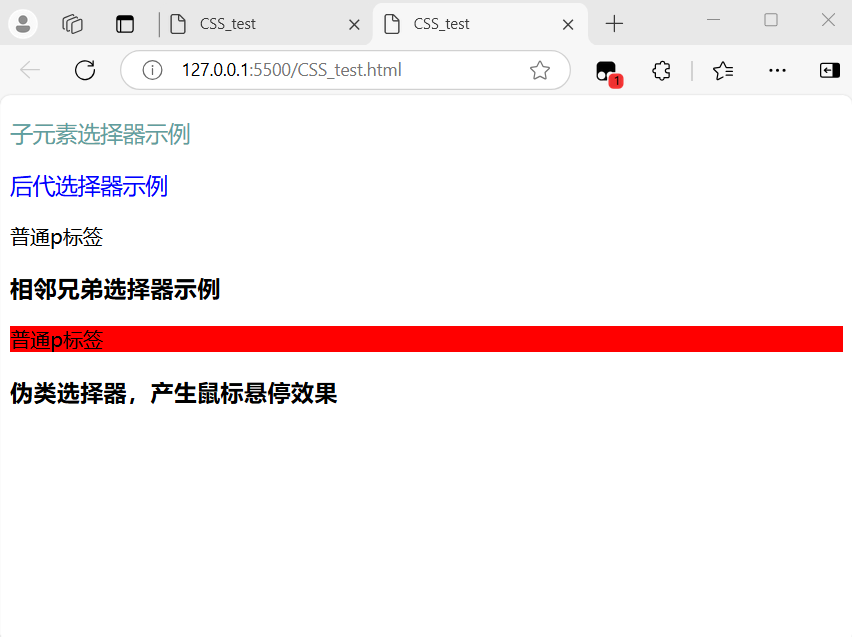 CSS_test
CSS_test
127.0.0.1:5500/CSS_test.html
1
子元素选择器示例
后代选择器示例
普通p标签
相邻兄弟选择器示例
普通p标签
伪类选择器，产生鼠标悬停效果